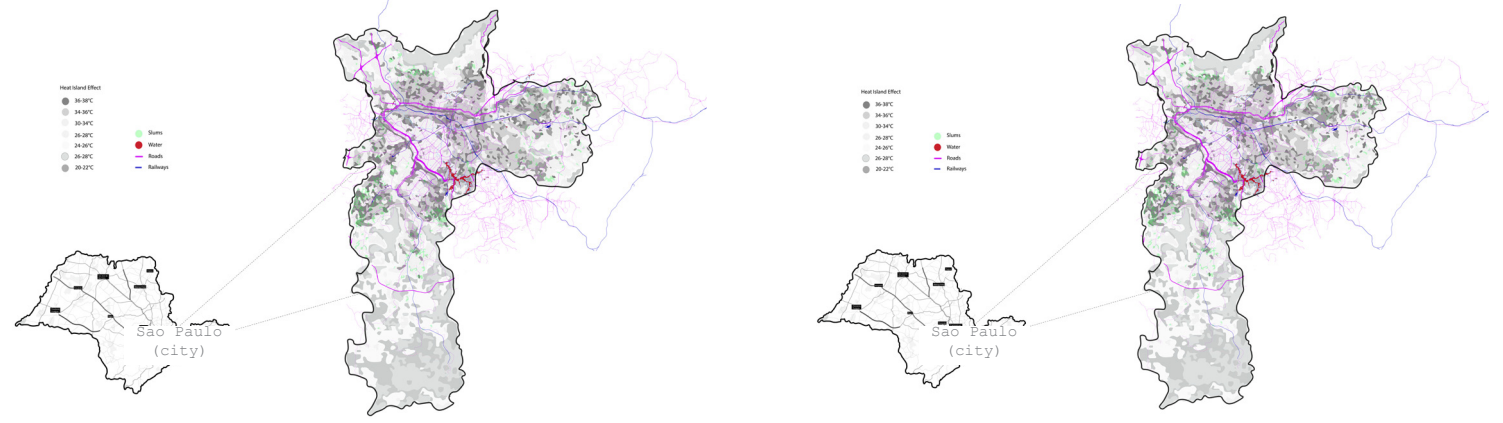 Heat Island Effect
36-38°C
34-36°C
30-34°C
26-28°C
24-26°C
26-28°C
20-22°C
Slums
Water
Roads
Railways
Sao Paulo
(city)
Heat Island Effect
36-38°C
34-36°C
30-34°C
26-28°C
24-26°C
26-28°C
20-22°C
Slums
Water
Roads
Railways
Sao Paulo
(city)